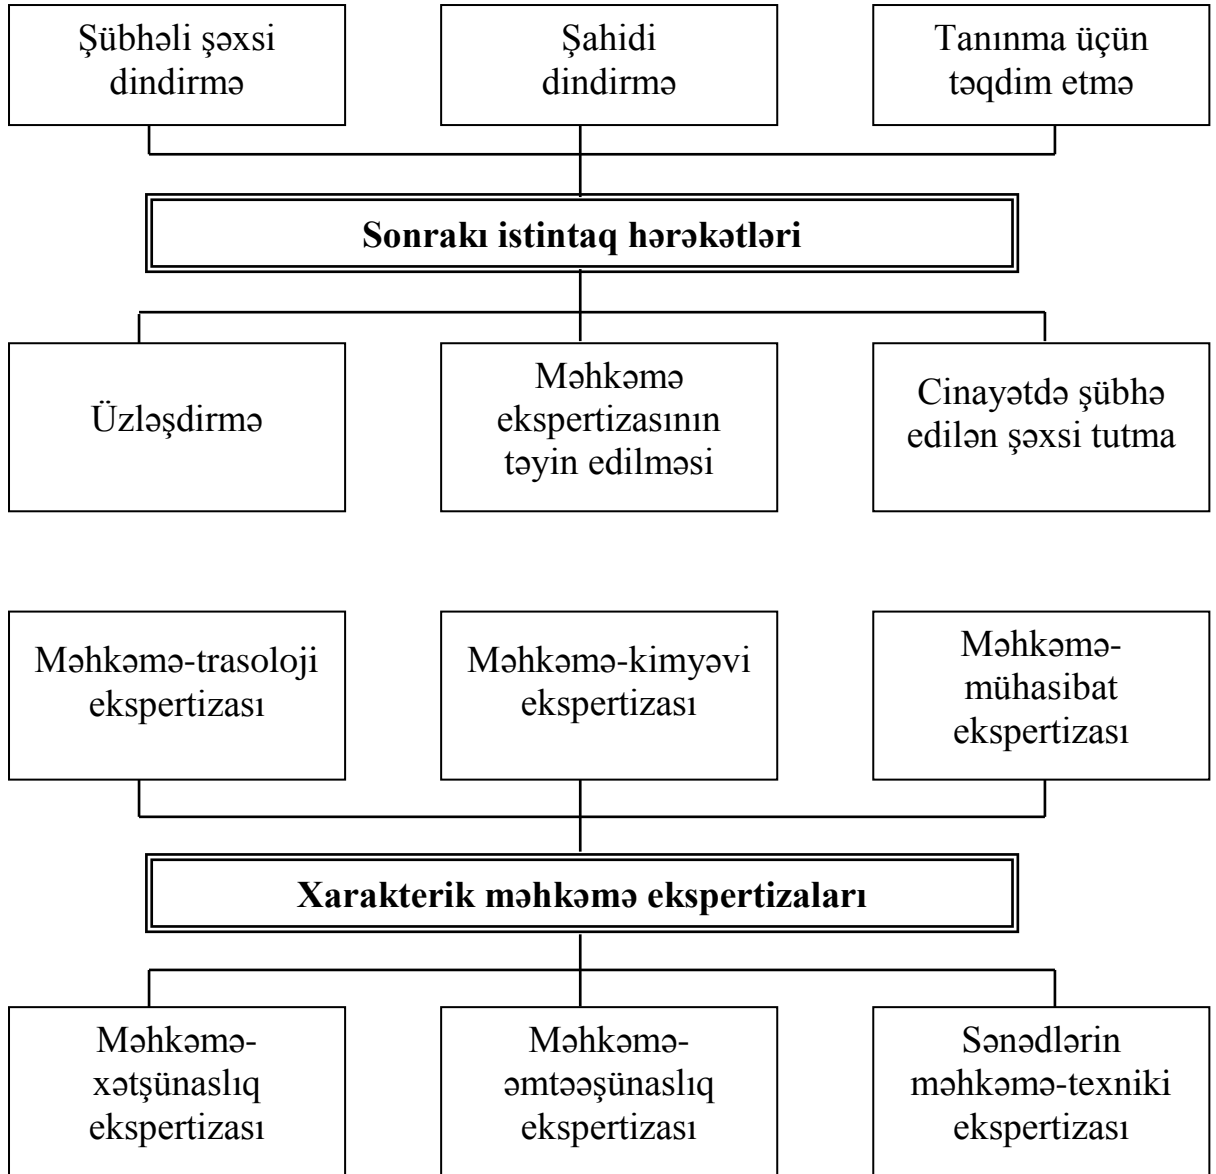 Şübhəli şəxsi
dindirmə
Şahidi
dindirmə
Tanınma üçün
təqdim etmə
Sonrakı istintaq hərəkətləri
Üzləşdirmə
Məhkəmə
ekspertizasının
təyin edilməsi
Cinayətdə şübhə
edilən şəxsi tutma
Məhkəmə-trasoloji
ekspertizası
Məhkəmə-kimyəvi
ekspertizası
Məhkəmə-
mühasibat
ekspertizası
Xarakterik məhkəmə ekspertizaları
Məhkəmə-
xətşünaslıq
ekspertizası
Məhkəmə-
əmtəəşünaslıq
ekspertizası
Sənədlərin
məhkəmə-texniki
ekspertizası